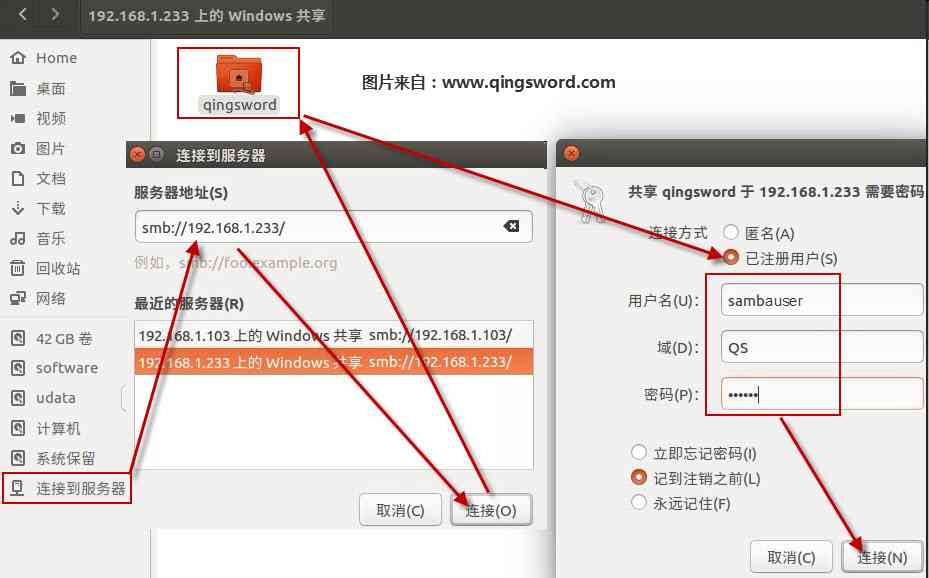 192.168.1.233 上的 Windows 共享
Home
桌面
视频
图片
文档
下载
音乐
回收站
网络
42 GB 卷
software
udata
计算机
系统保留
连接到服务器
qingsword
图片来自：www.qingsword.com
连接到服务器
服务器地址(S)
smb://192.168.1.233/
例如，smb://foo.example.org
最近的服务器(R)
192.168.1.103 上的 Windows 共享 smb://192.168.1.103/
192.168.1.233 上的 Windows 共享 smb://192.168.1.233/
取消(C)
连接(O)
共享 qingsword 于 192.168.1.233 需要密码
连接方式
匿名(A)
已注册用户(S)
用户名(U)： sambauser
域(D)： QS
密码(P)： ••••••
立即忘记密码(I)
记到注销之前(L)
永远记住(F)
取消(C)
连接(N)